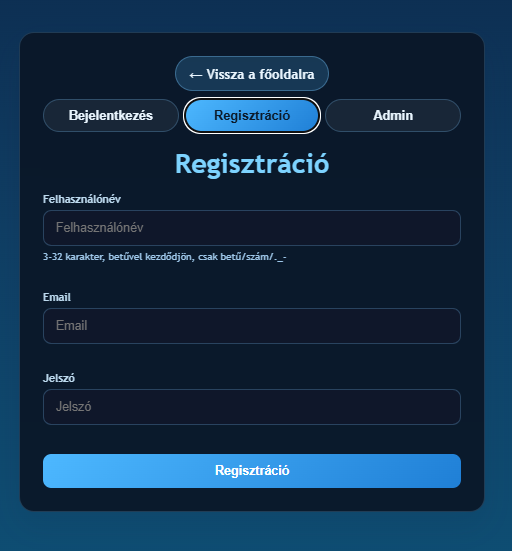 ← Vissza a főoldalra
Bejelentkezés Regisztráció Admin
Regisztráció
Felhasználónév
Felhasználónév
3-32 karakter, betűvel kezdődjön, csak betű/szám/._-
Email
Email
Jelszó
Jelszó
Regisztráció